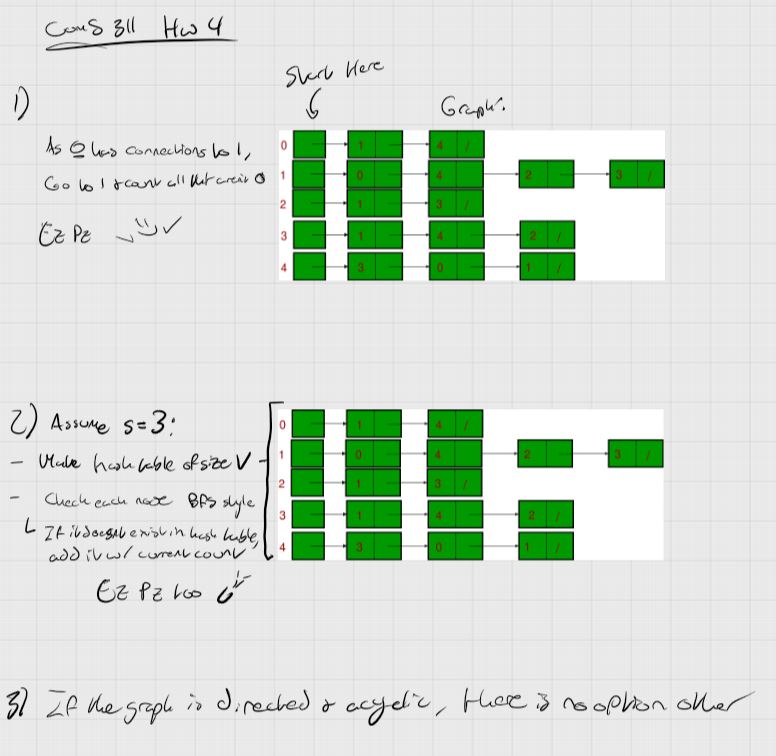 ComS 311 HW 4
Start Here
1)
Graph:
As 0 has connections to 1,
Go to 1 & count all that are in 0
EZ PZ
0 1 4 /
1 0 4 2 3 /
2 1 3 /
3 1 4 2 /
4 3 0 1 /
2) Assume s=3:
- Make hash table of size V
- Check each node BFS style
If it doesnt exist in hash table,
add it w/ current count
EZ PZ too
0 1 4 /
1 0 4 2 3 /
2 1 3 /
3 1 4 2 /
4 3 0 1 /
3) If the graph is directed & acyclic, there is no option other